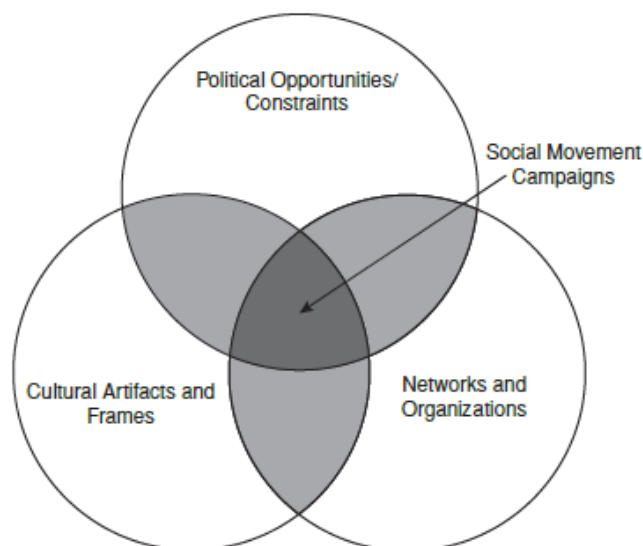 Political Opportunities/
Constraints
Social Movement
Campaigns
Cultural Artifacts and
Frames
Networks and
Organizations